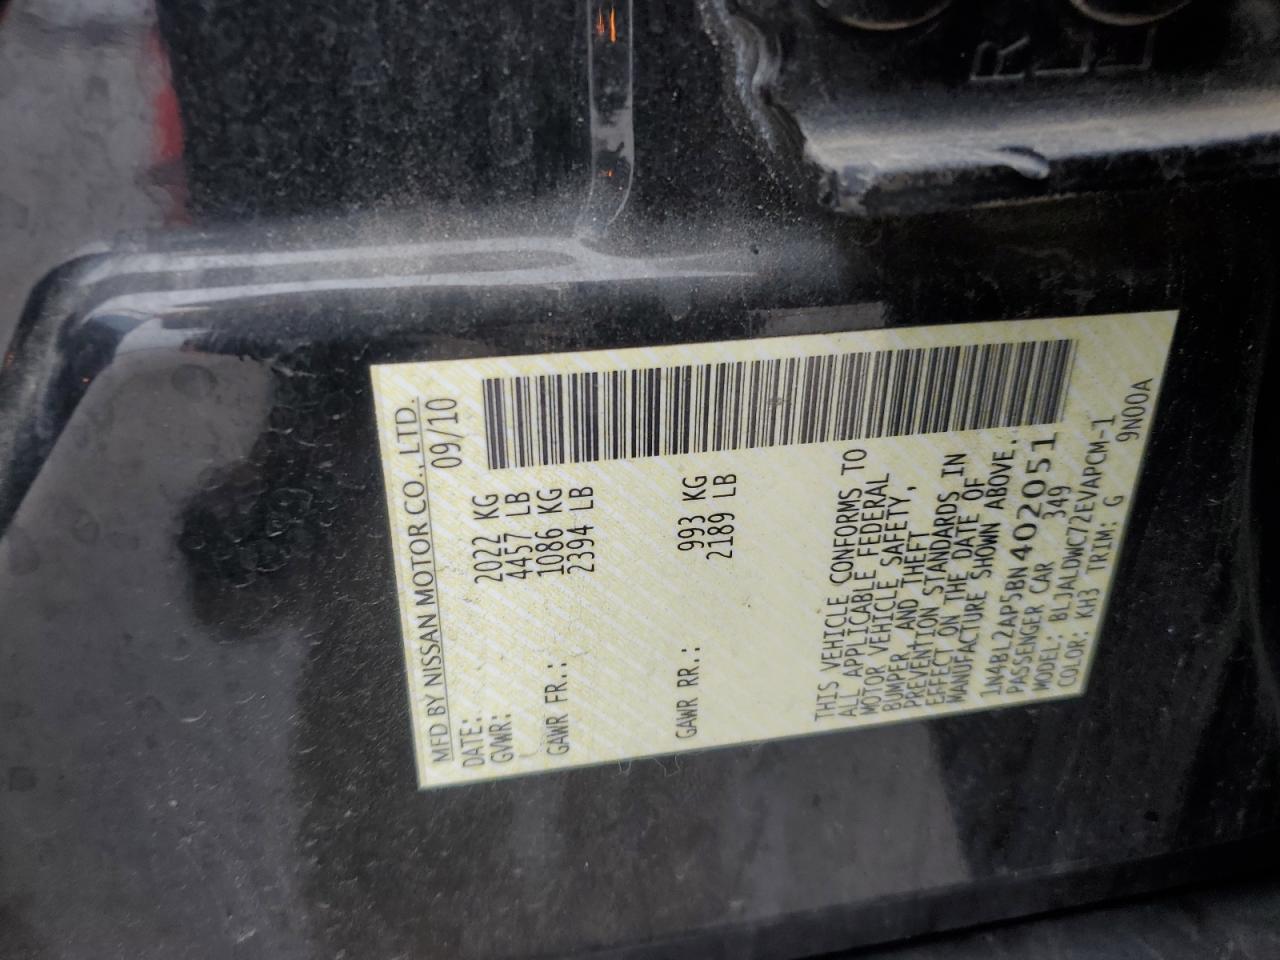 MFD BY NISSAN MOTOR CO., LTD.
DATE: 09/10
GVWR: 2022 KG
4457 LB
GAWR FR.: 1086 KG
2394 LB
GAWR RR.: 993 KG
2189 LB
THIS VEHICLE CONFORMS TO
ALL APPLICABLE FEDERAL
MOTOR VEHICLE SAFETY,
BUMPER, AND THEFT
PREVENTION STANDARDS IN
EFFECT ON THE DATE OF
MANUFACTURE SHOWN ABOVE.
1N4BL2AP5BN402051
PASSENGER CAR 349
MODEL: BLJALDWC72EVAPCM-1
COLOR: KH3 TRIM: G 9N00A